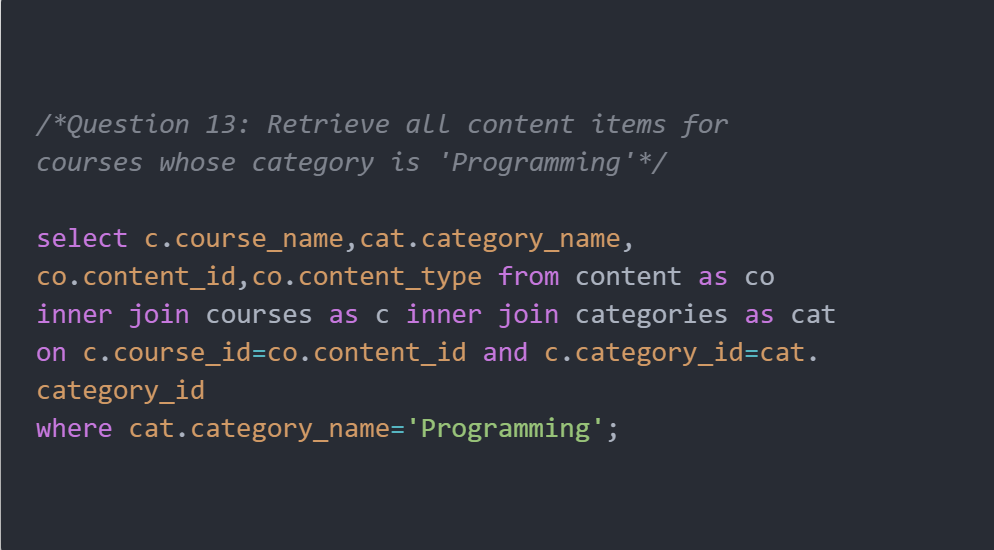 /*Question 13: Retrieve all content items for
courses whose category is 'Programming'*/
select c.course_name,cat.category_name,
co.content_id,co.content_type from content as co
inner join courses as c inner join categories as cat
on c.course_id=co.content_id and c.category_id=cat.
category_id
where cat.category_name='Programming';